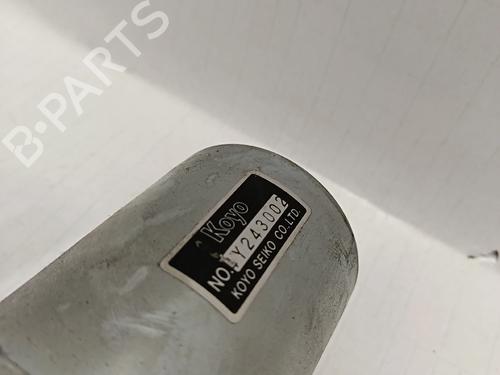 B-PARTS
Koyo
NO. Y243002
KOYO SEIKO CO.,LTD.